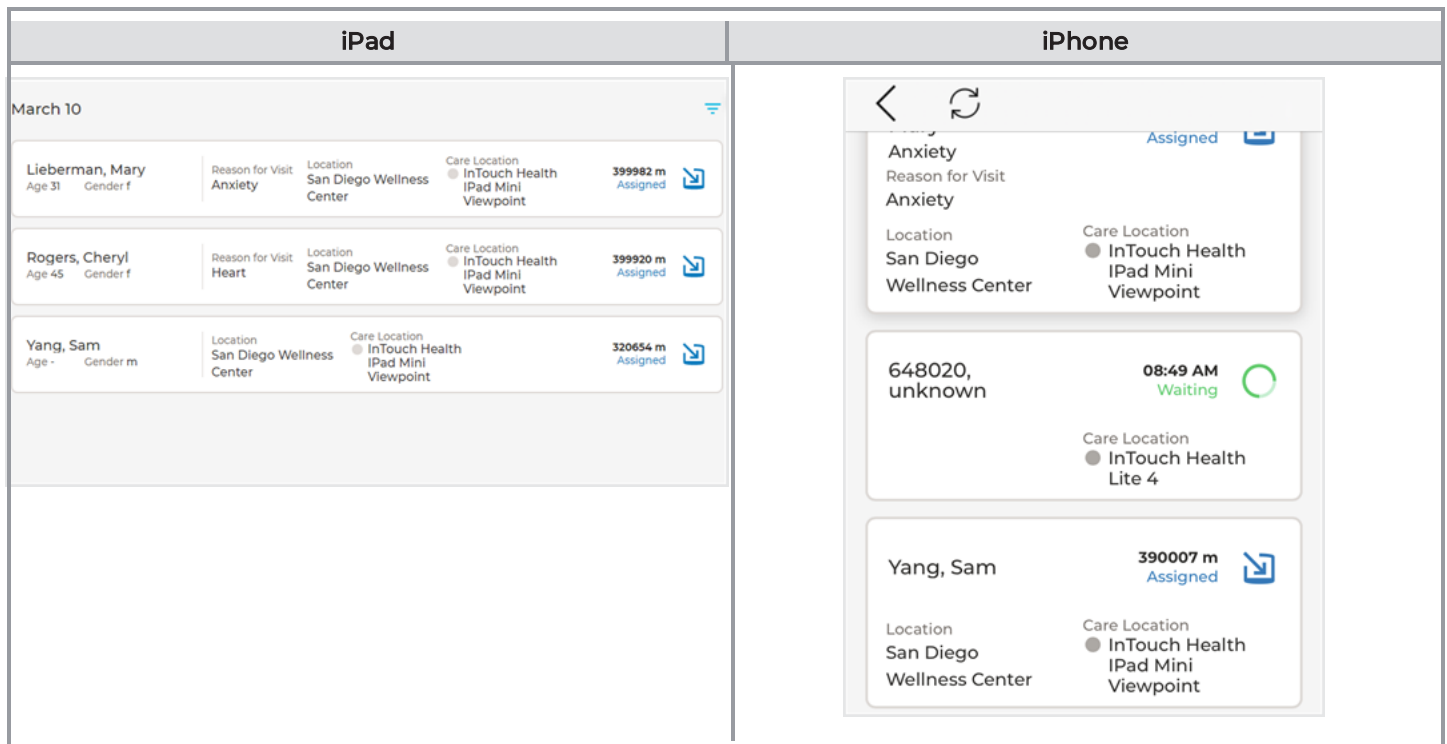 iPad
iPhone
March 10
Lieberman, Mary
Age 31 Gender f
Reason for Visit
Anxiety
Location
San Diego Wellness
Center
Care Location
InTouch Health
IPad Mini
Viewpoint
399982 m
Assigned
Rogers, Cheryl
Age 45 Gender f
Reason for Visit
Heart
Location
San Diego Wellness
Center
Care Location
InTouch Health
IPad Mini
Viewpoint
399920 m
Assigned
Yang, Sam
Age - Gender m
Location
San Diego Wellness
Center
Care Location
InTouch Health
IPad Mini
Viewpoint
320654 m
Assigned
Assigned
Anxiety
Reason for Visit
Anxiety
Location
San Diego
Wellness Center
Care Location
InTouch Health
IPad Mini
Viewpoint
648020,
unknown
08:49 AM
Waiting
Care Location
InTouch Health
Lite 4
Yang, Sam
390007 m
Assigned
Location
San Diego
Wellness Center
Care Location
InTouch Health
IPad Mini
Viewpoint